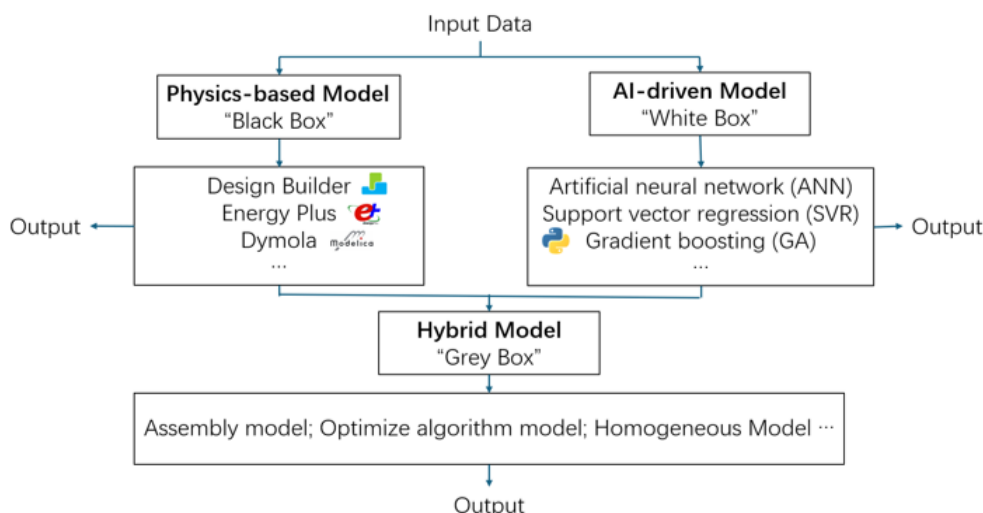 Input Data
Physics-based Model
“Black Box”
AI-driven Model
“White Box”
Design Builder
Energy Plus
Dymola Modelica
...
Artificial neural network (ANN)
Support vector regression (SVR)
Gradient boosting (GA)
...
Output
Output
Hybrid Model
“Grey Box”
Assembly model; Optimize algorithm model; Homogeneous Model ···
Output